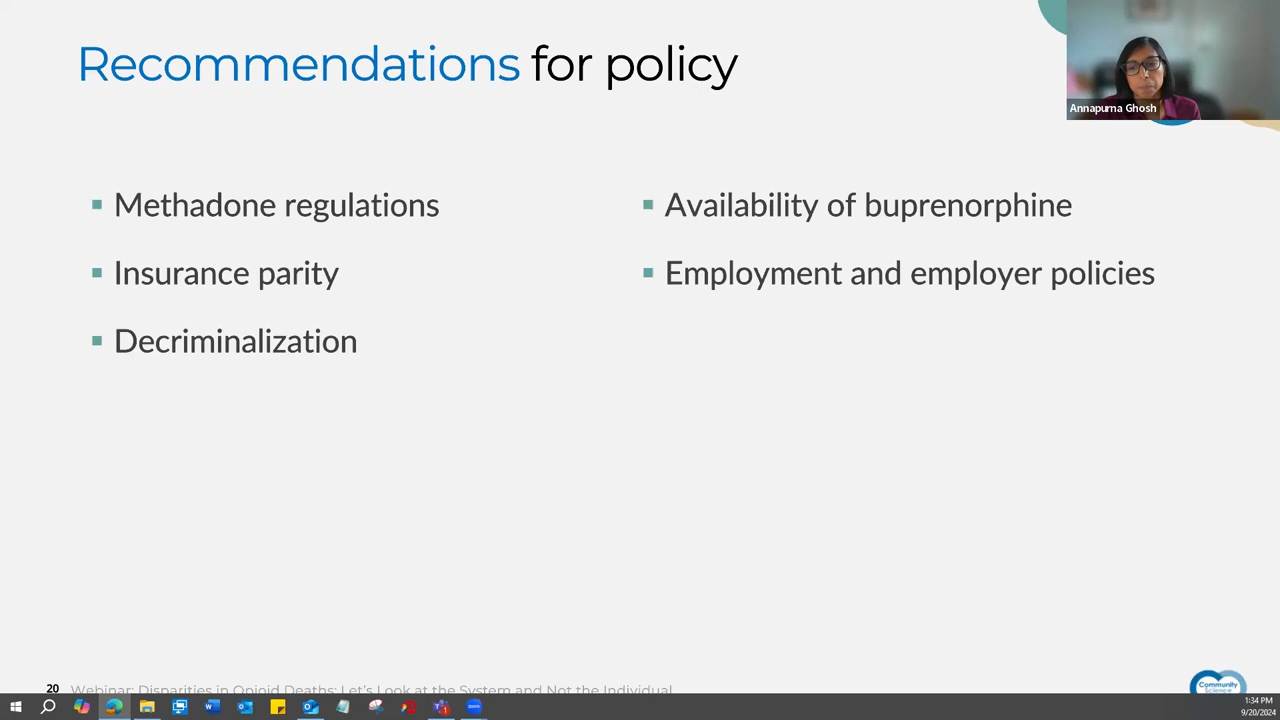 Recommendations for policy
Annapurna Ghosh
Methadone regulations
Insurance parity
Decriminalization
Availability of buprenorphine
Employment and employer policies
20 Webinar: Disparities in Opioid Deaths: Let's Look at the System and Not the Individual
Community
Science
1:34 PM
9/20/2024